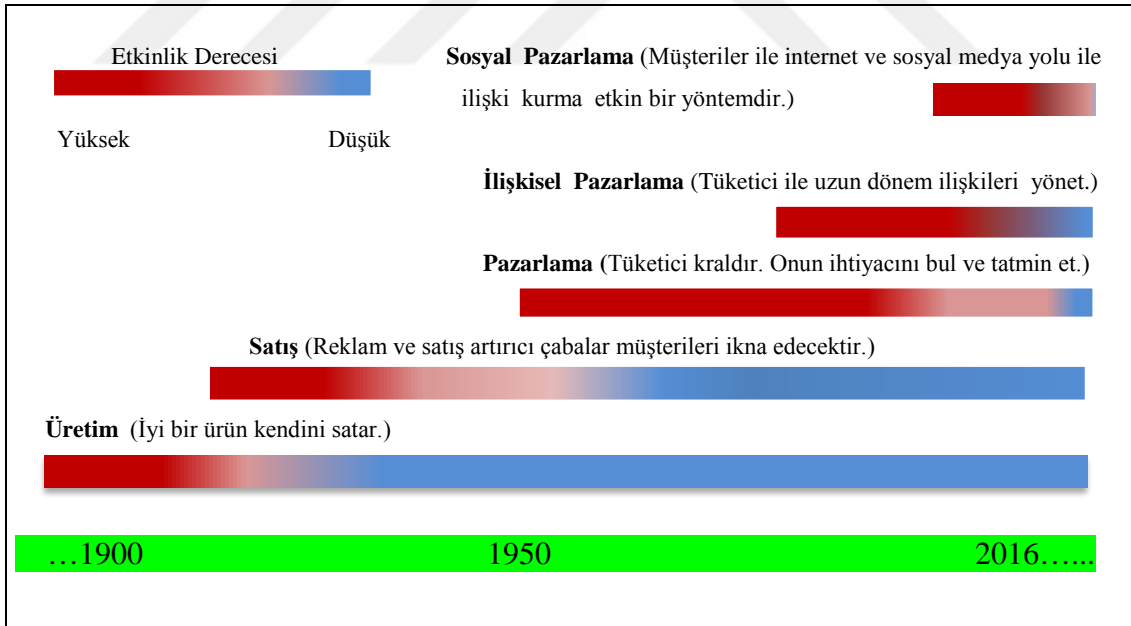 Etkinlik Derecesi
Yüksek Düşük
Sosyal Pazarlama (Müşteriler ile internet ve sosyal medya yolu ile
ilişki kurma etkin bir yöntemdir.)
İlişkisel Pazarlama (Tüketici ile uzun dönem ilişkileri yönet.)
Pazarlama (Tüketici kraldır. Onun ihtiyacını bul ve tatmin et.)
Satış (Reklam ve satış artırıcı çabalar müşterileri ikna edecektir.)
Üretim (İyi bir ürün kendini satar.)
…1900 1950 2016…...